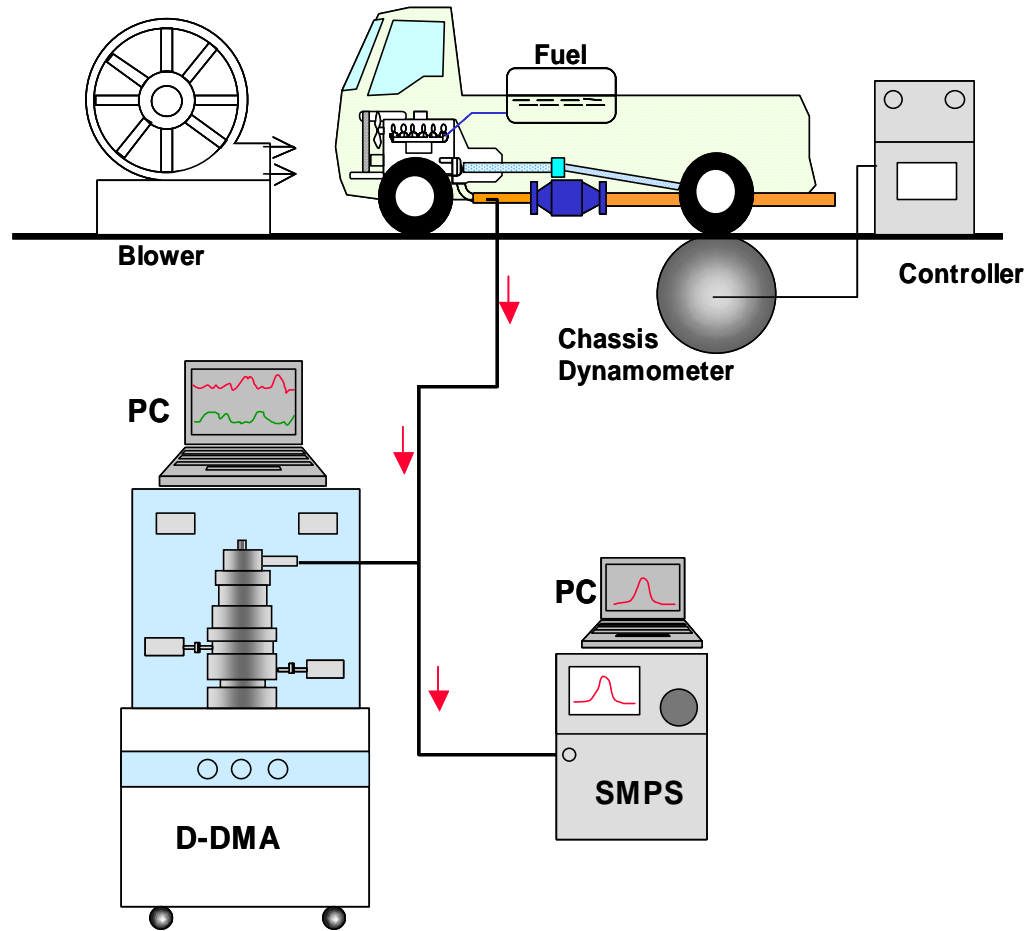 Fuel
Blower
Controller
Chassis
Dynamometer
PC
PC
SMPS
D-DMA